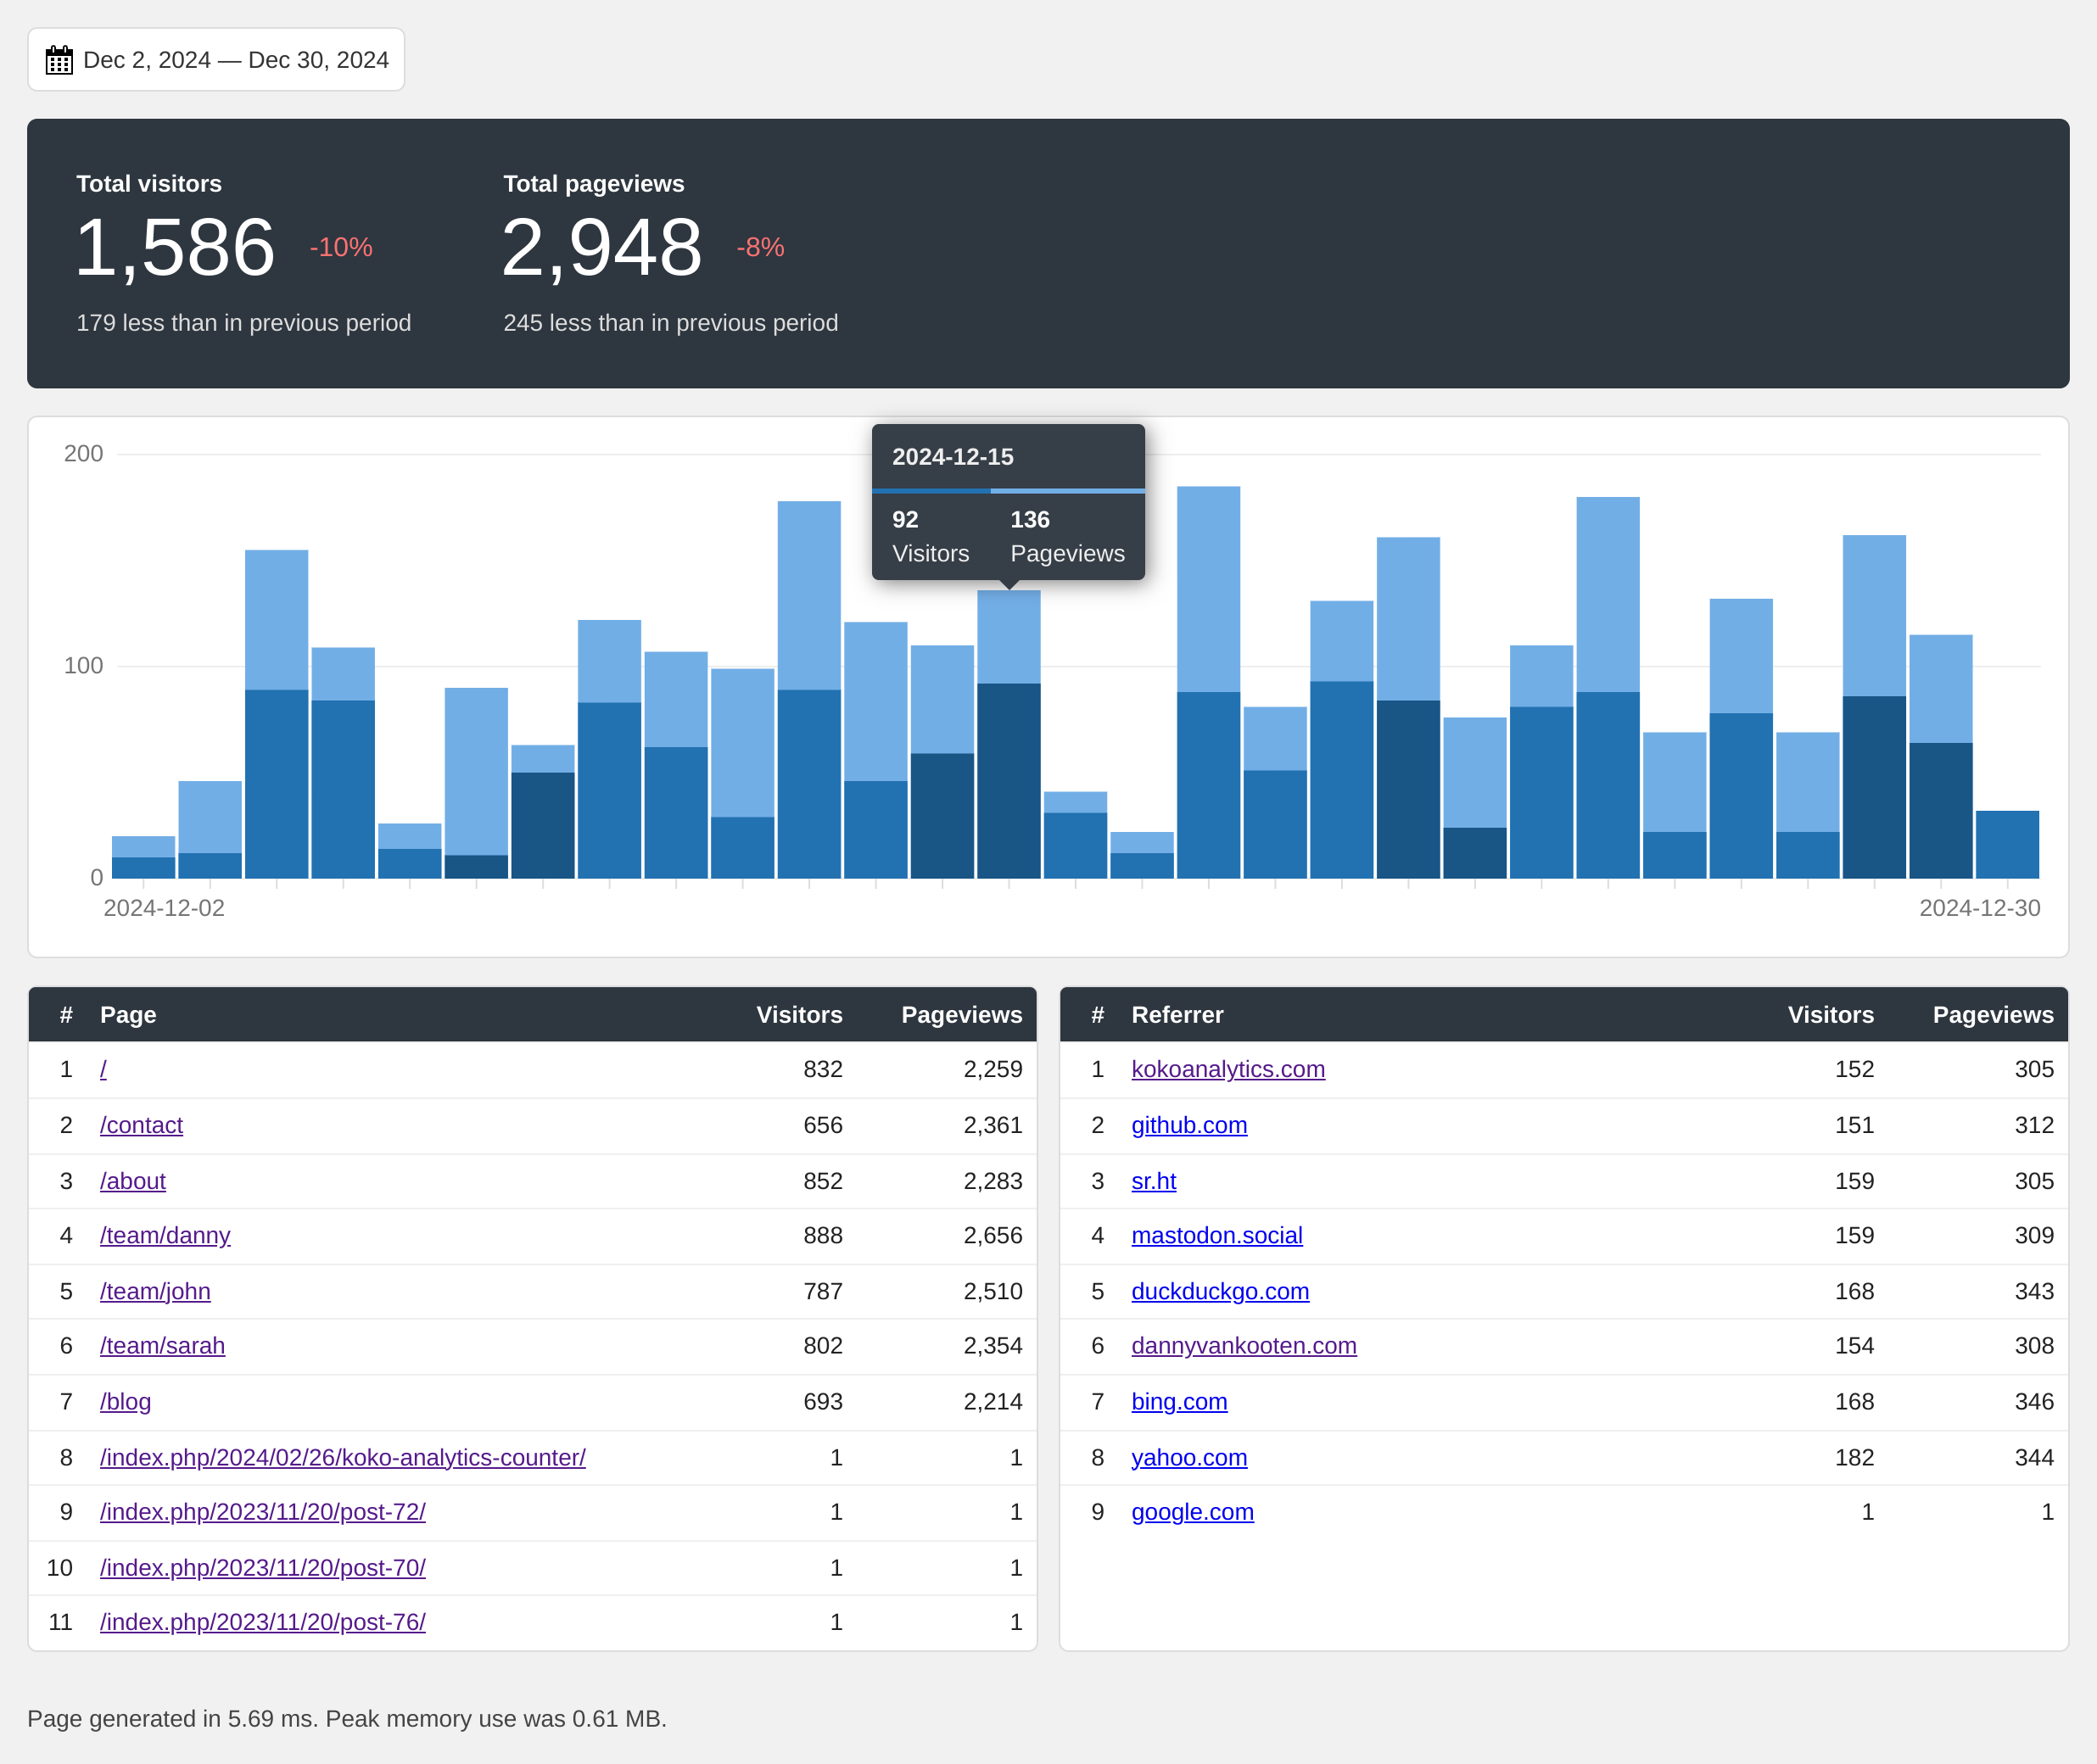 Dec 2, 2024 — Dec 30, 2024
Total visitors
1,586 -10%
179 less than in previous period
Total pageviews
2,948 -8%
245 less than in previous period
200
100
0
2024-12-15
92 136
Visitors Pageviews
2024-12-02 2024-12-30
# Page Visitors Pageviews
1 / 832 2,259
2 /contact 656 2,361
3 /about 852 2,283
4 /team/danny 888 2,656
5 /team/john 787 2,510
6 /team/sarah 802 2,354
7 /blog 693 2,214
8 /index.php/2024/02/26/koko-analytics-counter/ 1 1
9 /index.php/2023/11/20/post-72/ 1 1
10 /index.php/2023/11/20/post-70/ 1 1
11 /index.php/2023/11/20/post-76/ 1 1
# Referrer Visitors Pageviews
1 kokoanalytics.com 152 305
2 github.com 151 312
3 sr.ht 159 305
4 mastodon.social 159 309
5 duckduckgo.com 168 343
6 dannyvankooten.com 154 308
7 bing.com 168 346
8 yahoo.com 182 344
9 google.com 1 1
Page generated in 5.69 ms. Peak memory use was 0.61 MB.